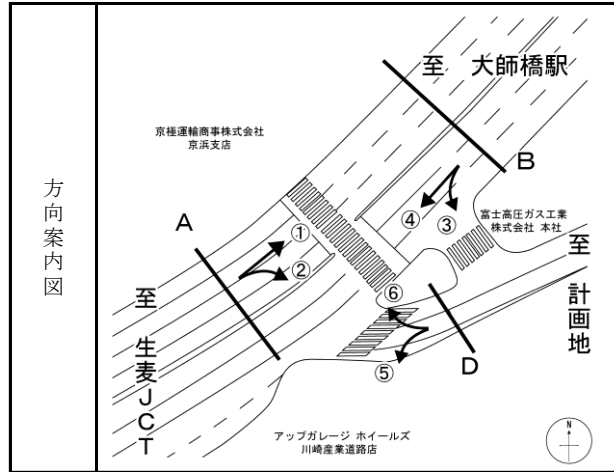 方向案内図
至 大師橋駅
京極運輸商事株式会社
京浜支店
B
A
①
②
④
③
富士高圧ガス工業
株式会社 本社
至 計画地
⑥
⑤
D
至 生麦JCT
アップガレージ ホイールズ
川崎産業道路店
N